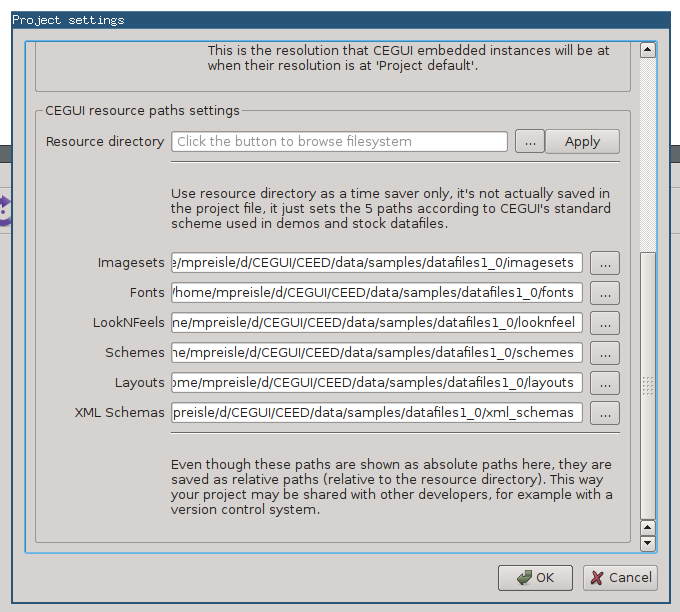 Project settings
This is the resolution that CEGUI embedded instances will be at
when their resolution is at 'Project default'.
CEGUI resource paths settings
Resource directory Click the button to browse filesystem ... Apply
Use resource directory as a time saver only, it's not actually saved in
the project file, it just sets the 5 paths according to CEGUI's standard
scheme used in demos and stock datafiles.
Imagesets e/mpreisle/d/CEGUI/CEED/data/samples/datafiles1_0/imagesets ...
Fonts /home/mpreisle/d/CEGUI/CEED/data/samples/datafiles1_0/fonts ...
LookNFeels ne/mpreisle/d/CEGUI/CEED/data/samples/datafiles1_0/looknfeel ...
Schemes ne/mpreisle/d/CEGUI/CEED/data/samples/datafiles1_0/schemes ...
Layouts ome/mpreisle/d/CEGUI/CEED/data/samples/datafiles1_0/layouts ...
XML Schemas preisle/d/CEGUI/CEED/data/samples/datafiles1_0/xml_schemas ...
Even though these paths are shown as absolute paths here, they are
saved as relative paths (relative to the resource directory). This way
your project may be shared with other developers, for example with a
version control system.
OK Cancel